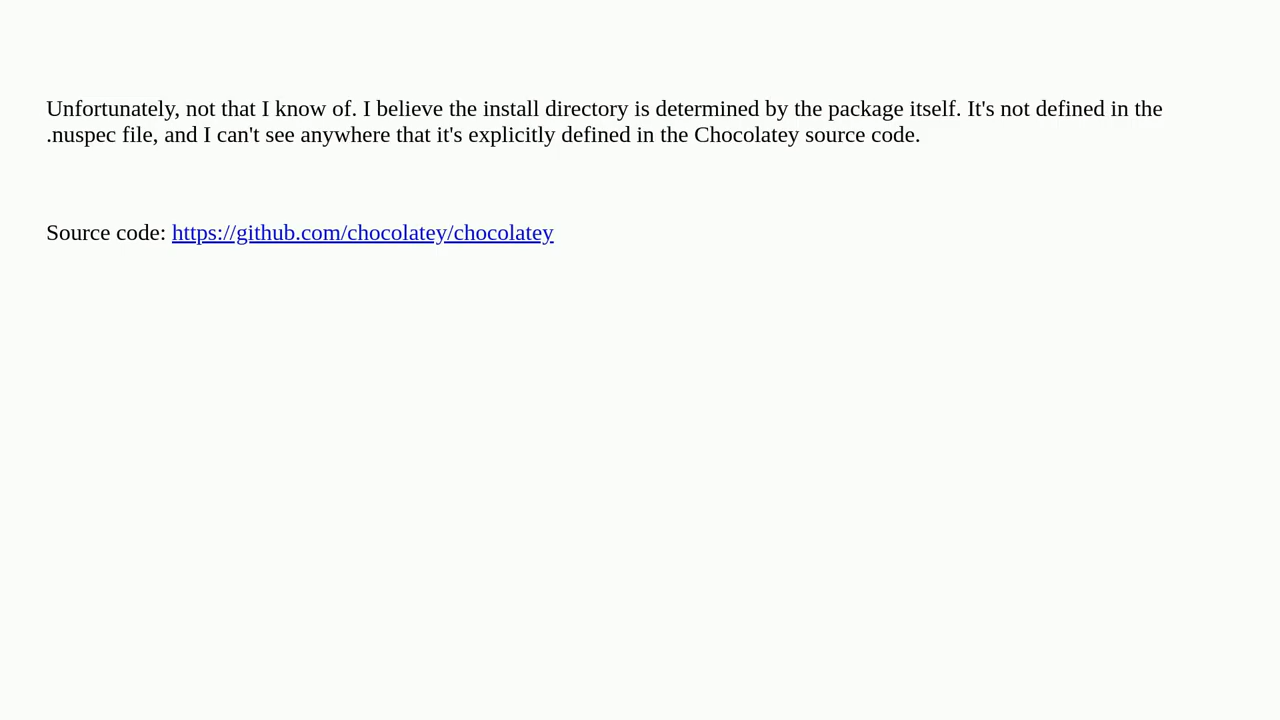 Unfortunately, not that I know of. I believe the install directory is determined by the package itself. It's not defined in the
.nuspec file, and I can't see anywhere that it's explicitly defined in the Chocolatey source code.
Source code: https://github.com/chocolatey/chocolatey